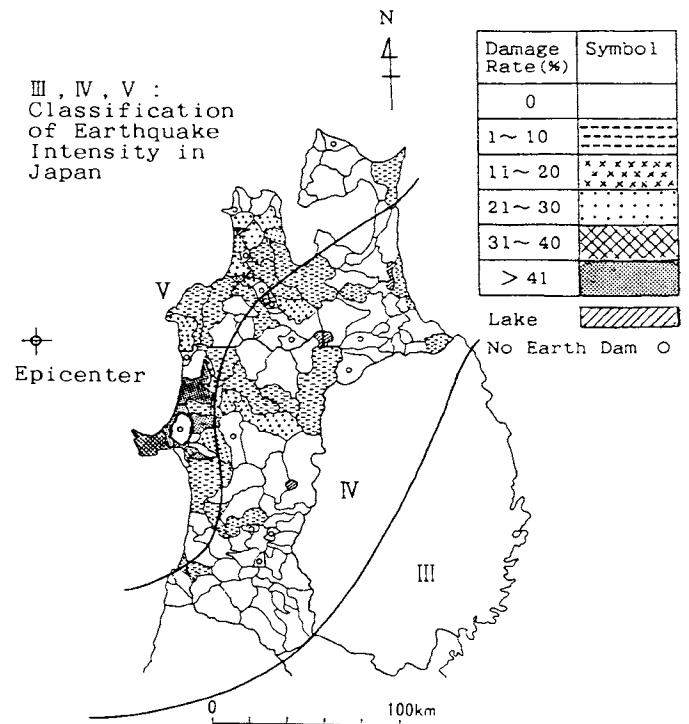 N
Ⅲ , Ⅳ , Ⅴ :
Classification
of Earthquake
Intensity in
Japan
Damage Rate(%) Symbol
0
1~ 10
11~ 20
21~ 30
31~ 40
> 41
Lake
No Earth Dam
Ⅴ
Epicenter
Ⅳ
Ⅲ
0 100km